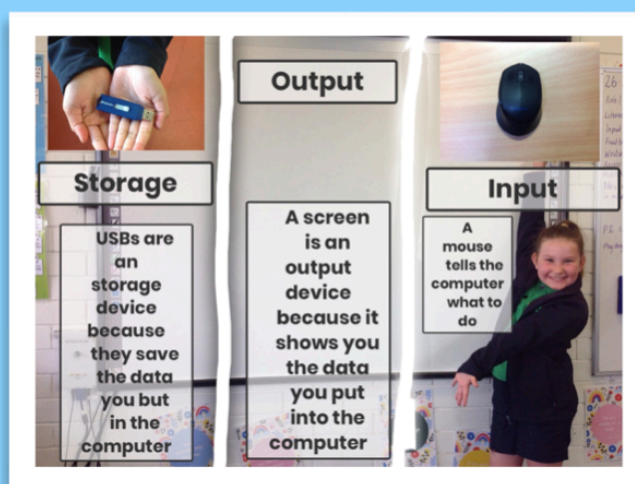 Storage
USBs are
an
storage
device
because
they save
the data
you but
in the
computer
Output
A screen
is an
output
device
because it
shows you
the data
you put
into the
computer
Input
A
mouse
tells the
computer
what to
do
26